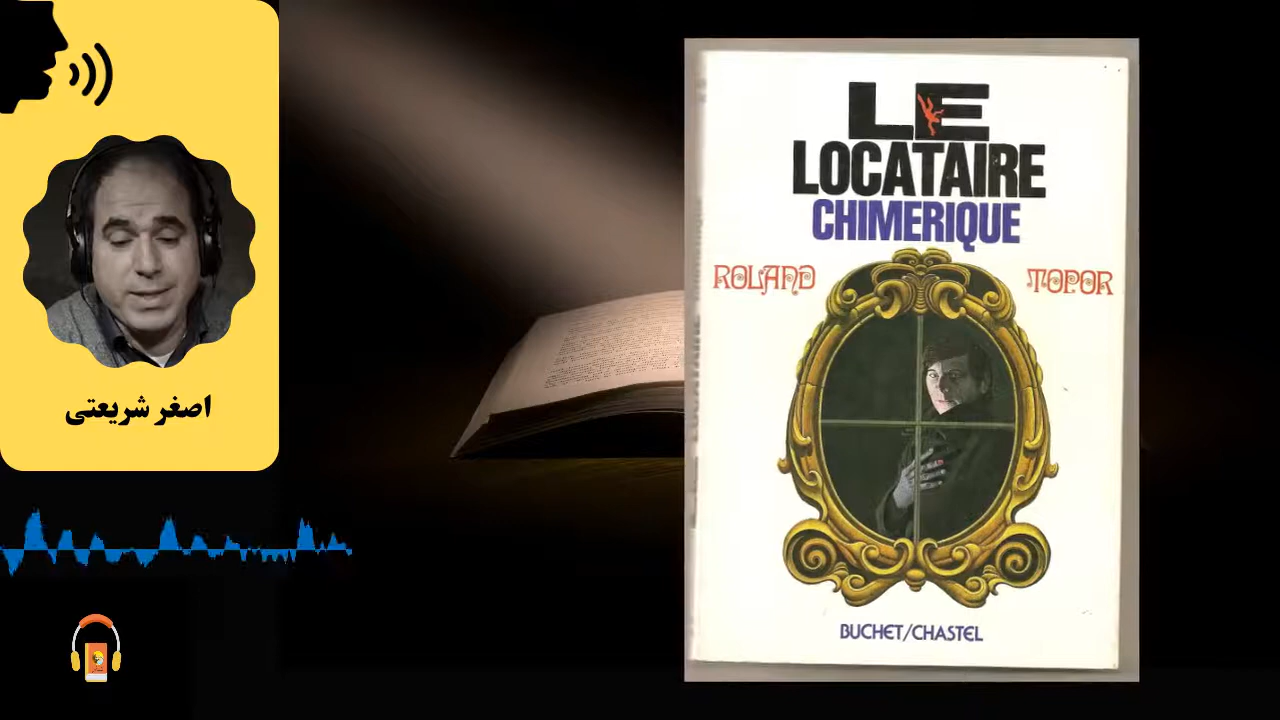 اصغر شریعتی
LE
LOCATAIRE
CHIMERIQUE
ROLAND TOPOR
BUCHET/CHASTEL